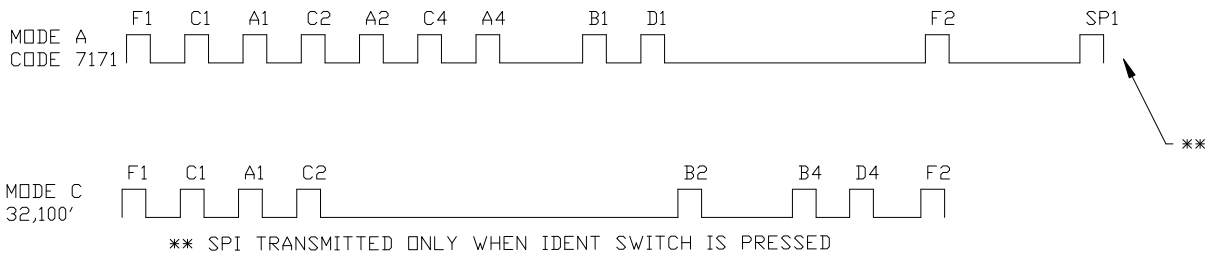 F1 C1 A1 C2 A2 C4 A4 B1 D1 F2 SP1
MODE A
CODE 7171
**
F1 C1 A1 C2 B2 B4 D4 F2
MODE C
32,100'
** SPI TRANSMITTED ONLY WHEN IDENT SWITCH IS PRESSED